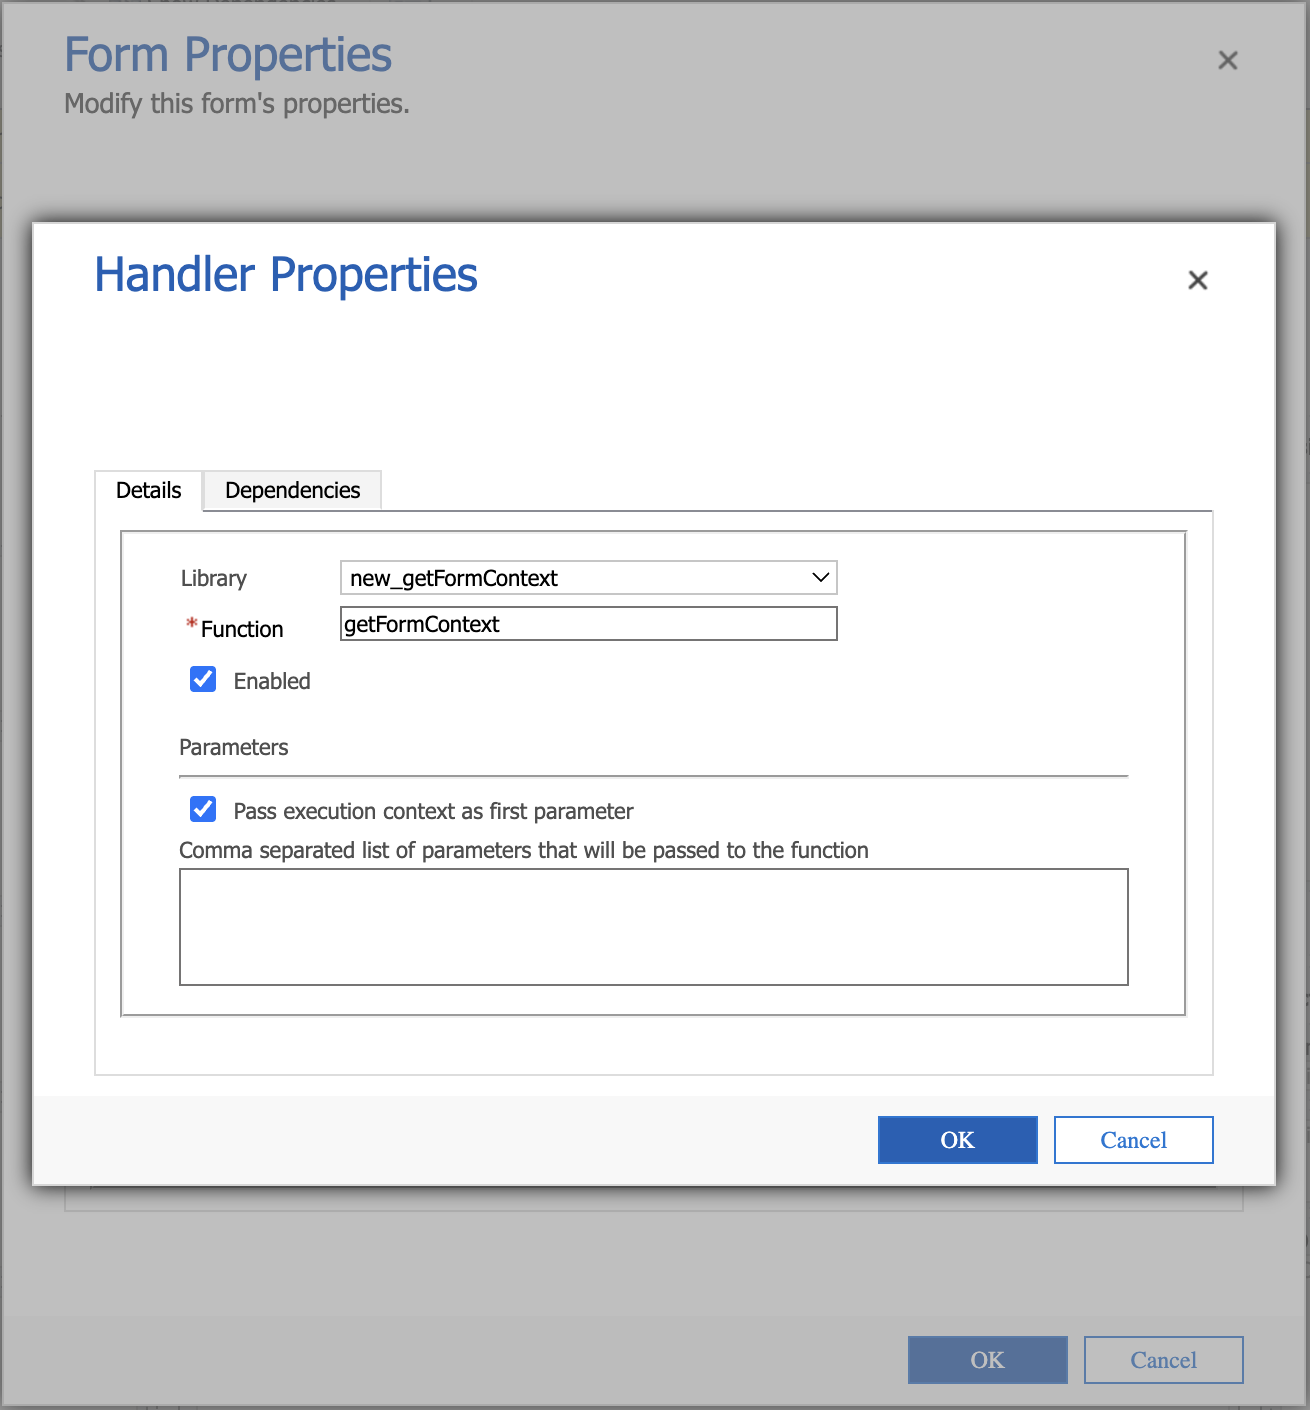 Form Properties
Modify this form's properties.
Handler Properties
Details Dependencies
Library new_getFormContext
*Function getFormContext
Enabled
Parameters
Pass execution context as first parameter
Comma separated list of parameters that will be passed to the function
OK Cancel
OK Cancel